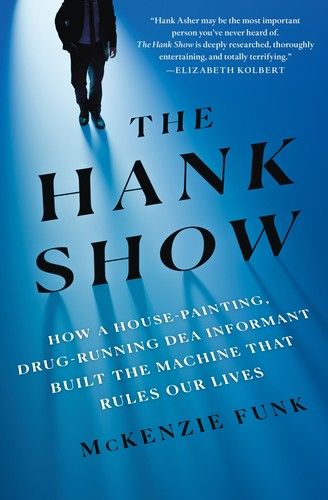 “Hank Asher may be the most important
person you’ve never heard of.
The Hank Show is deeply researched, thoroughly
entertaining, and totally terrifying.”
—ELIZABETH KOLBERT
THE
HANK
SHOW
HOW A HOUSE-PAINTING,
DRUG-RUNNING DEA INFORMANT
BUILT THE MACHINE THAT
RULES OUR LIVES
MCKENZIE FUNK